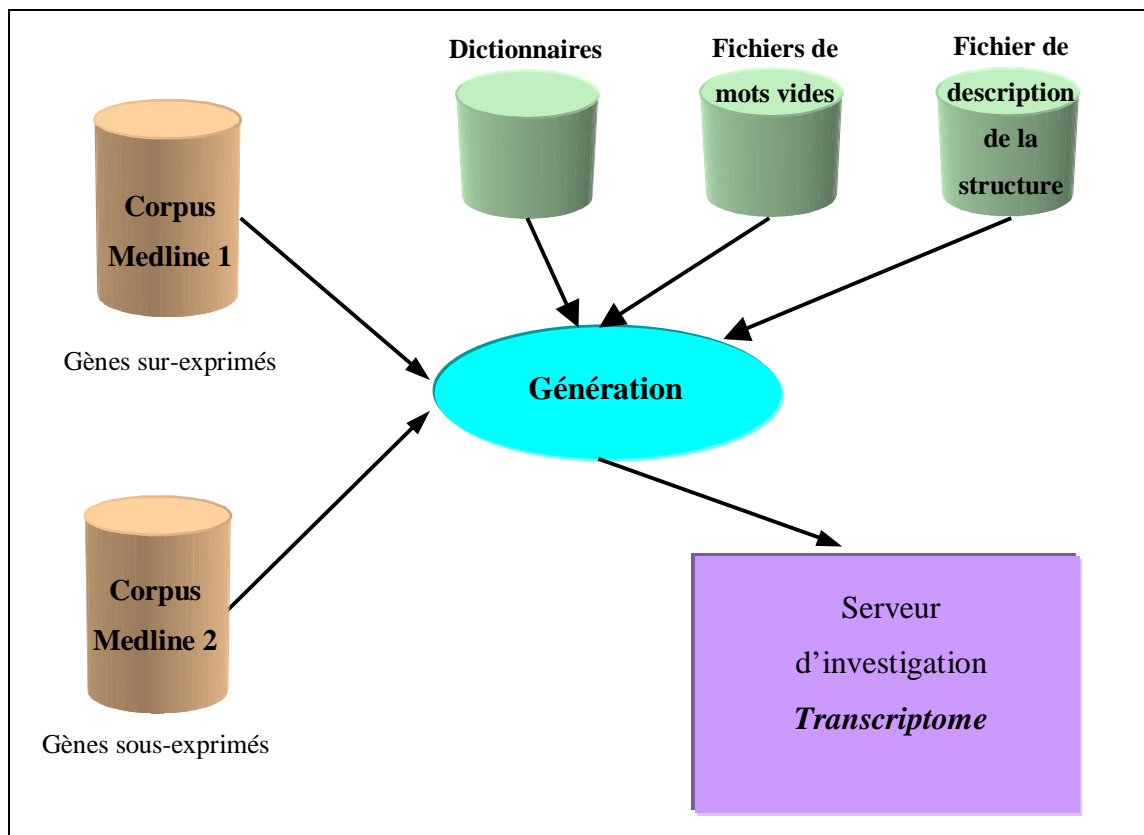 Dictionnaires
Fichiers de
mots vides
Fichier de
description
de la
structure
Corpus
Medline 1
Gènes sur-exprimés
Génération
Corpus
Medline 2
Gènes sous-exprimés
Serveur
d’investigation
Transcriptome